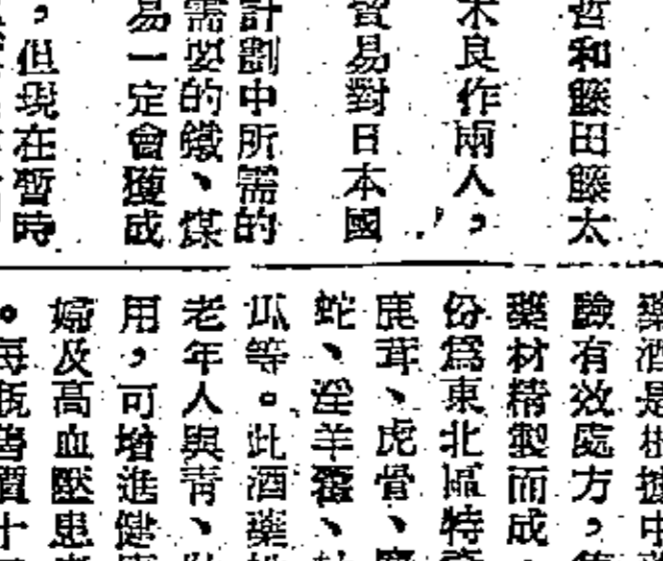 哲和藤田藤太
木良作兩人，
貿易對日本國
計劃中所需的
需要的鐵、煤
易一定會獲成
，但現在暫時
藥酒是根據中
驗有效處方，
藥材精製而成
份爲東北區特
鹿茸、虎骨、
蛇、淫羊藿、
瓜等。此酒藥
老年人與青、
用，可增進健
婦及高血壓患
。每瓶售價十